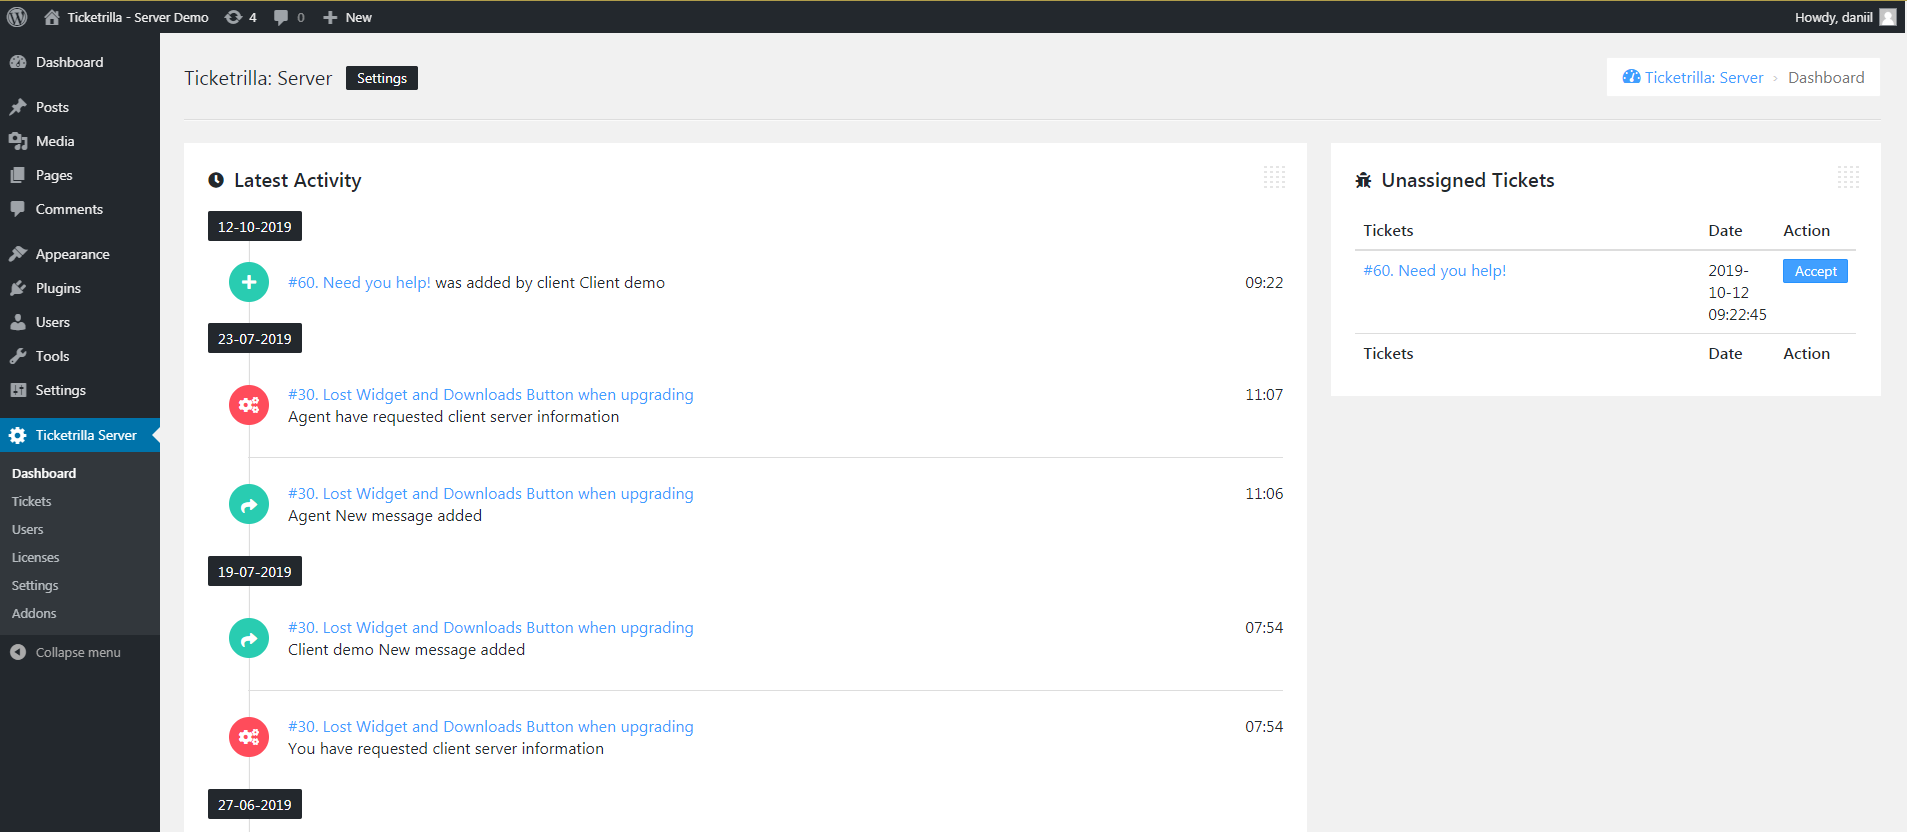 Ticketrilla - Server Demo 4 0 New Howdy, daniil
Dashboard
Posts
Media
Pages
Comments
Appearance
Plugins
Users
Tools
Settings
Ticketrilla Server
Dashboard
Tickets
Users
Licenses
Settings
Addons
Collapse menu
Ticketrilla: Server Settings
Ticketrilla: Server › Dashboard
Latest Activity
12-10-2019
#60. Need you help! was added by client Client demo 09:22
23-07-2019
#30. Lost Widget and Downloads Button when upgrading 11:07
Agent have requested client server information
#30. Lost Widget and Downloads Button when upgrading 11:06
Agent New message added
19-07-2019
#30. Lost Widget and Downloads Button when upgrading 07:54
Client demo New message added
#30. Lost Widget and Downloads Button when upgrading 07:54
You have requested client server information
27-06-2019
Unassigned Tickets
Tickets Date Action
#60. Need you help! 2019- Accept
10-12
09:22:45
Tickets Date Action